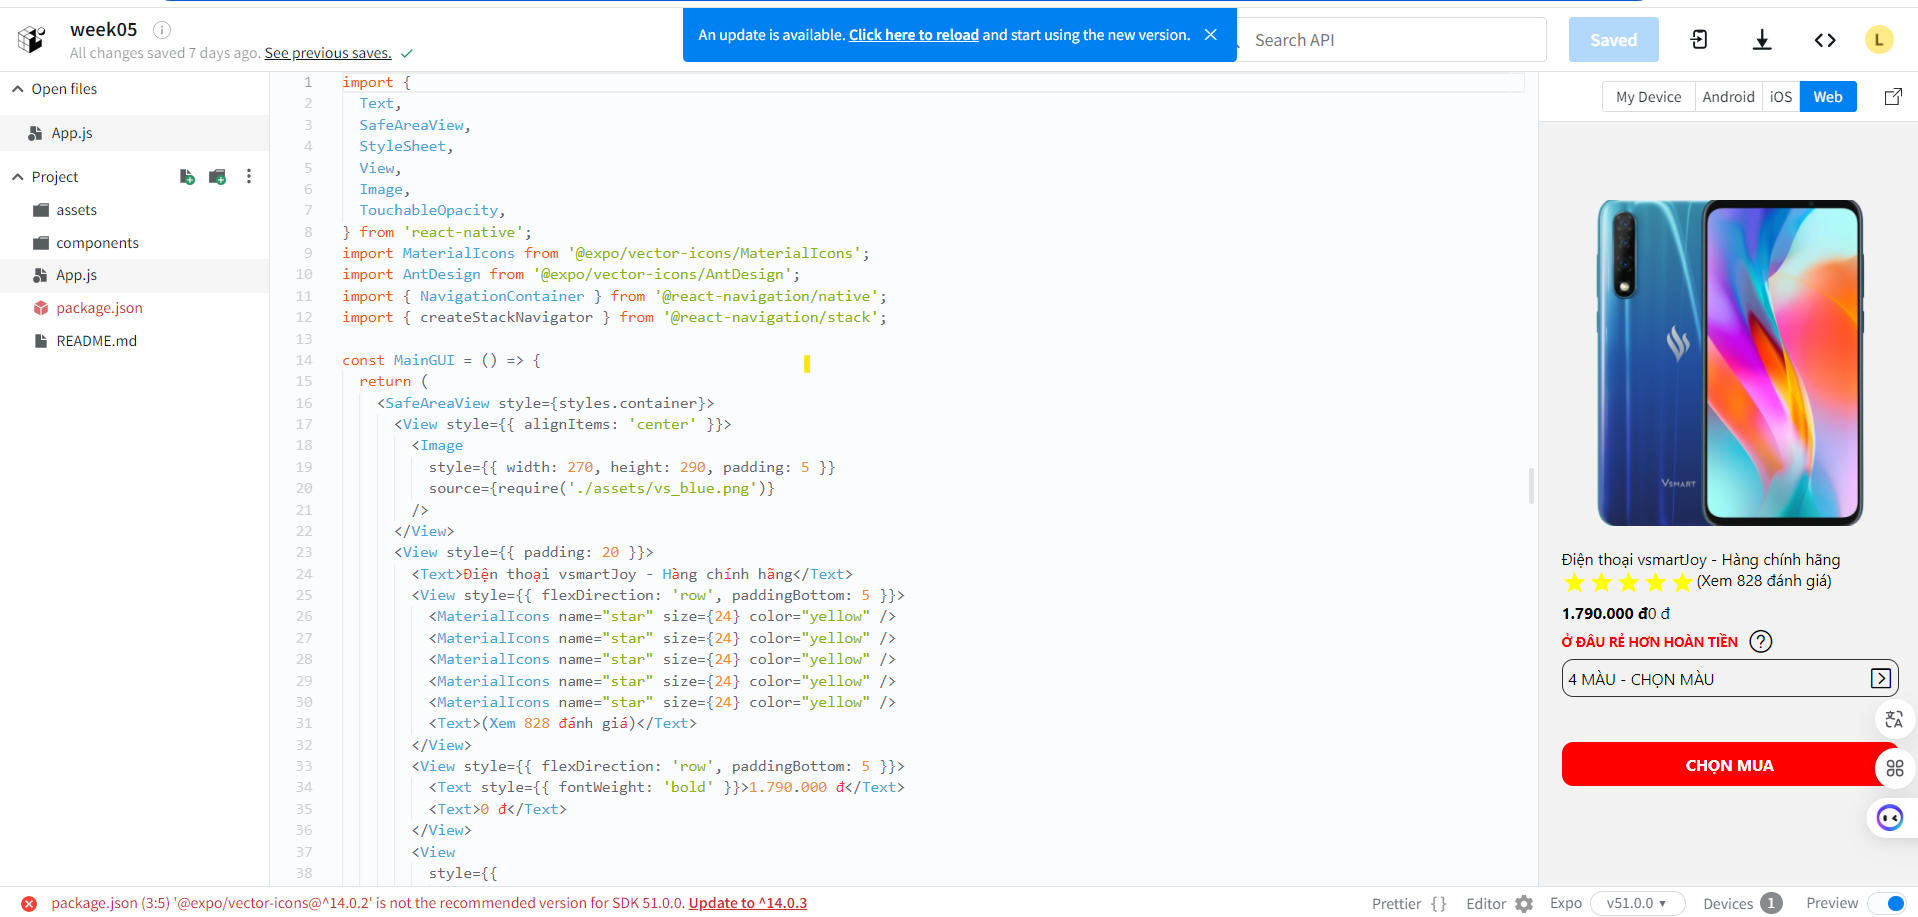 week05
All changes saved 7 days ago. See previous saves.
An update is available. Click here to reload and start using the new version.
Search API
Saved
L
Open files
App.js
Project
assets
components
App.js
package.json
README.md
1 import {
2 Text,
3 SafeAreaView,
4 StyleSheet,
5 View,
6 Image,
7 TouchableOpacity,
8 } from 'react-native';
9 import MaterialIcons from '@expo/vector-icons/MaterialIcons';
10 import AntDesign from '@expo/vector-icons/AntDesign';
11 import { NavigationContainer } from '@react-navigation/native';
12 import { createStackNavigator } from '@react-navigation/stack';
13
14 const MainGUI = () => {
15 return (
16 <SafeAreaView style={styles.container}>
17 <View style={{ alignItems: 'center' }}>
18 <Image
19 style={{ width: 270, height: 290, padding: 5 }}
20 source={require('./assets/vs_blue.png')}
21 />
22 </View>
23 <View style={{ padding: 20 }}>
24 <Text>Điện thoại vsmartJoy - Hàng chính hãng</Text>
25 <View style={{ flexDirection: 'row', paddingBottom: 5 }}>
26 <MaterialIcons name="star" size={24} color="yellow" />
27 <MaterialIcons name="star" size={24} color="yellow" />
28 <MaterialIcons name="star" size={24} color="yellow" />
29 <MaterialIcons name="star" size={24} color="yellow" />
30 <MaterialIcons name="star" size={24} color="yellow" />
31 <Text>(Xem 828 đánh giá)</Text>
32 </View>
33 <View style={{ flexDirection: 'row', paddingBottom: 5 }}>
34 <Text style={{ fontWeight: 'bold' }}>1.790.000 đ</Text>
35 <Text>0 đ</Text>
36 </View>
37 <View
38 style={{
My Device Android iOS Web
VSMART
Điện thoại vsmartJoy - Hàng chính hãng
(Xem 828 đánh giá)
1.790.000 đ0 đ
Ở ĐÂU RẺ HƠN HOÀN TIỀN
4 MÀU - CHỌN MÀU
CHỌN MUA
package.json (3:5) '@expo/vector-icons@^14.0.2' is not the recommended version for SDK 51.0.0. Update to ^14.0.3
Prettier {} Editor Expo v51.0.0 Devices 1 Preview